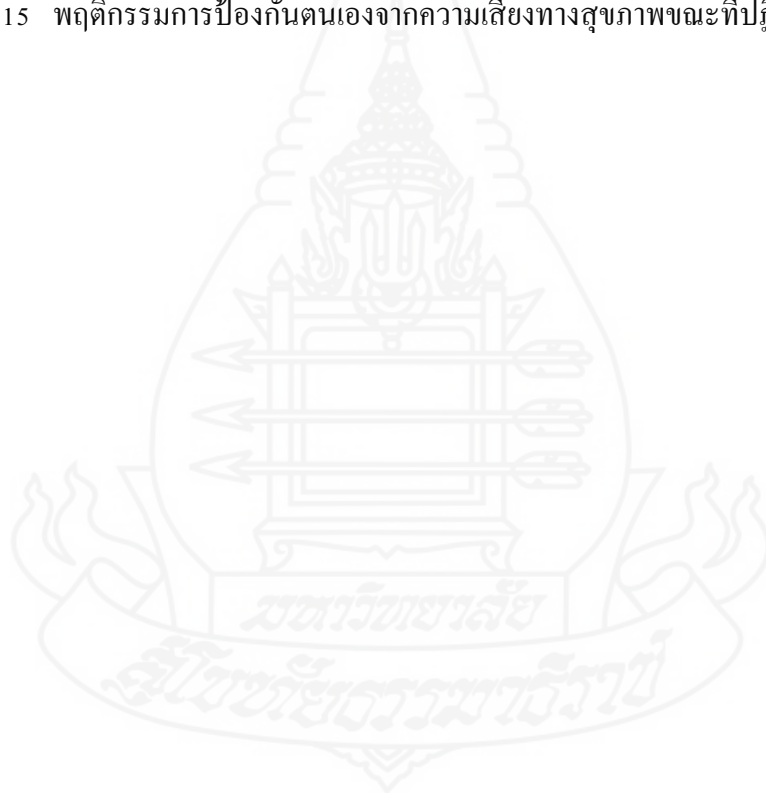 15 พฤติกรรมการป้องกันตนเองจากความเสี่ยงทางสุขภาพขณะที่
มหาวิทยาลัย
สุโขทัยธรรมาธิราช